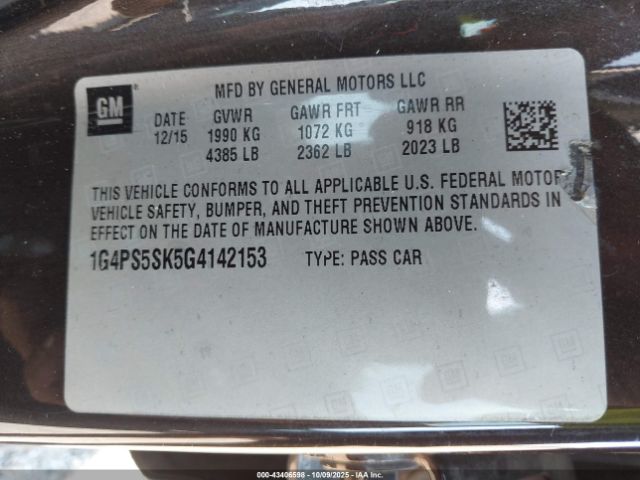 MFD BY GENERAL MOTORS LLC
GM
DATE GVWR GAWR FRT GAWR RR
12/15 1990 KG 1072 KG 918 KG
4385 LB 2362 LB 2023 LB
THIS VEHICLE CONFORMS TO ALL APPLICABLE U.S. FEDERAL MOTOR
VEHICLE SAFETY, BUMPER, AND THEFT PREVENTION STANDARDS IN
EFFECT ON THE DATE OF MANUFACTURE SHOWN ABOVE.
1G4PS5SK5G4142153 TYPE: PASS CAR
000-43406598 - 10/09/2025 - IAA Inc.